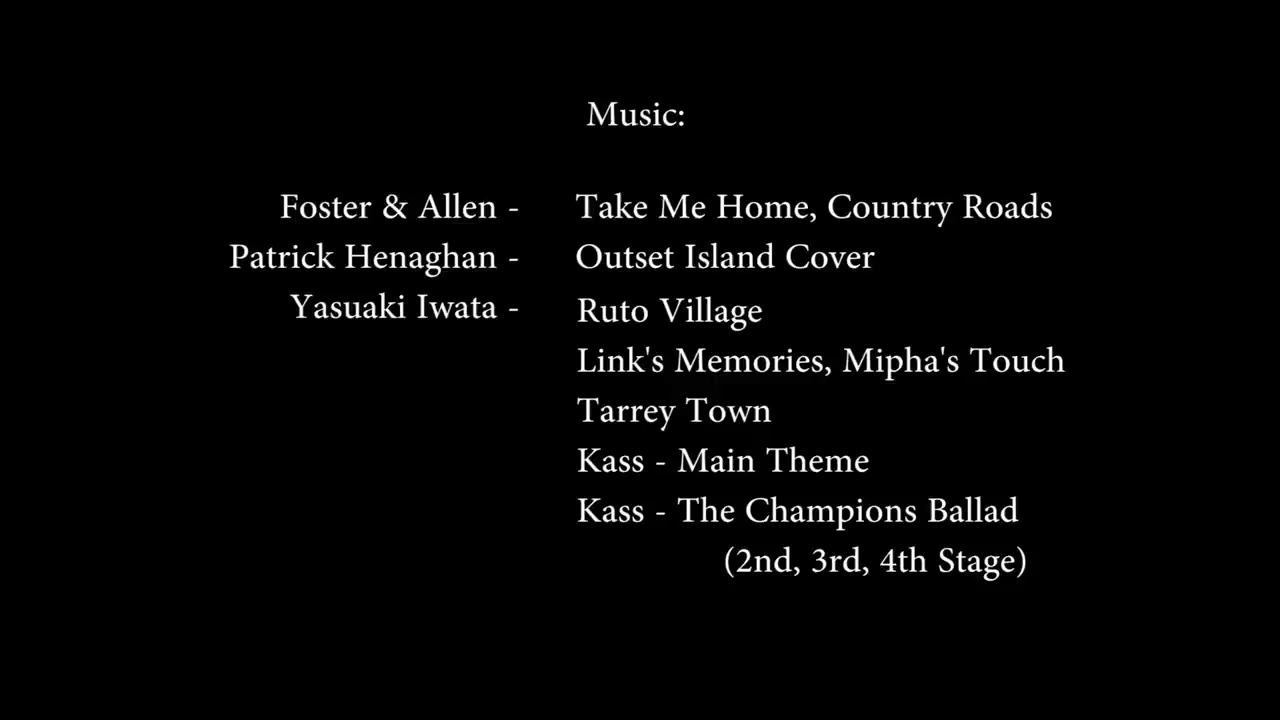 Music:
Foster & Allen - Take Me Home, Country Roads
Patrick Henaghan - Outset Island Cover
Yasuaki Iwata - Ruto Village
Link's Memories, Mipha's Touch
Tarrey Town
Kass - Main Theme
Kass - The Champions Ballad
(2nd, 3rd, 4th Stage)